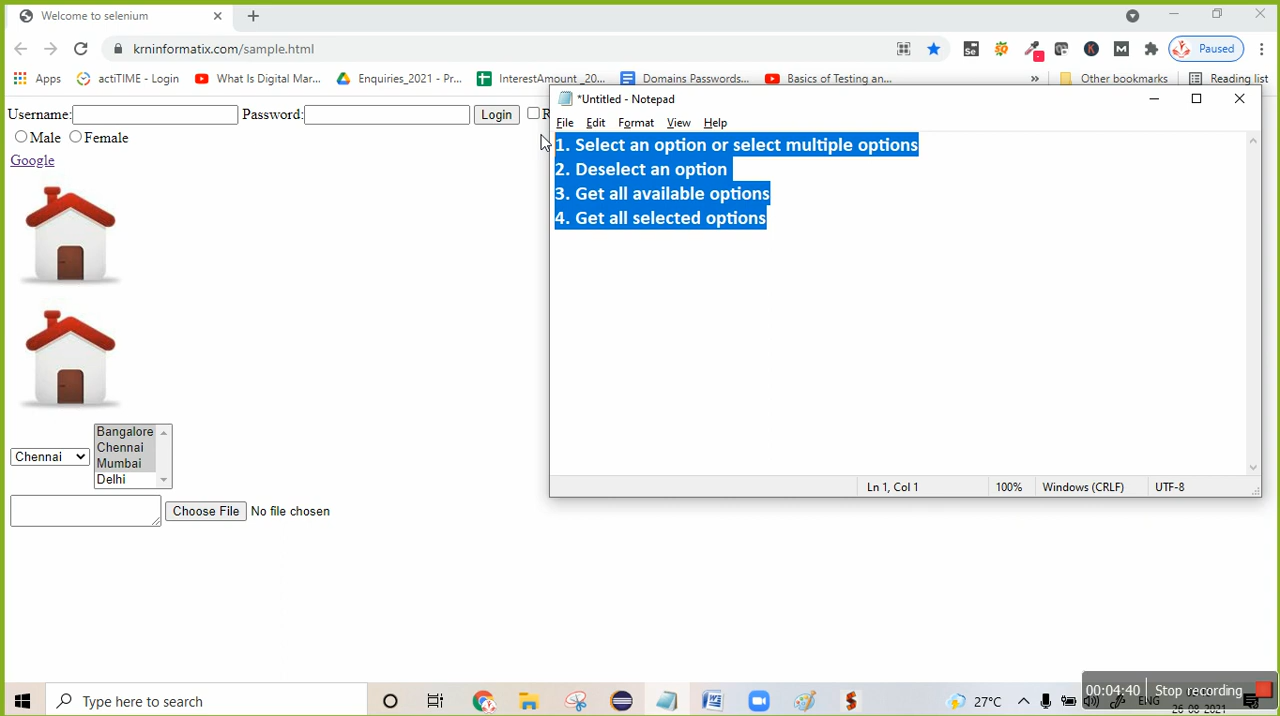 Welcome to selenium
krninformatix.com/sample.html
Paused
Apps
actiTIME - Login
What Is Digital Mar...
Enquiries_2021 - Pr...
InterestAmount_20...
Domains Passwords...
Basics of Testing an...
»
Other bookmarks
Reading list
Username:
Password:
Login
Male
Female
Google
Chennai
Bangalore
Chennai
Mumbai
Delhi
Choose File No file chosen
*Untitled - Notepad
File Edit Format View Help
1. Select an option or select multiple options
2. Deselect an option
3. Get all available options
4. Get all selected options
Ln 1, Col 1
100%
Windows (CRLF)
UTF-8
Type here to search
27°C
ENG
26-08-2021
00:04:40
Stop recording